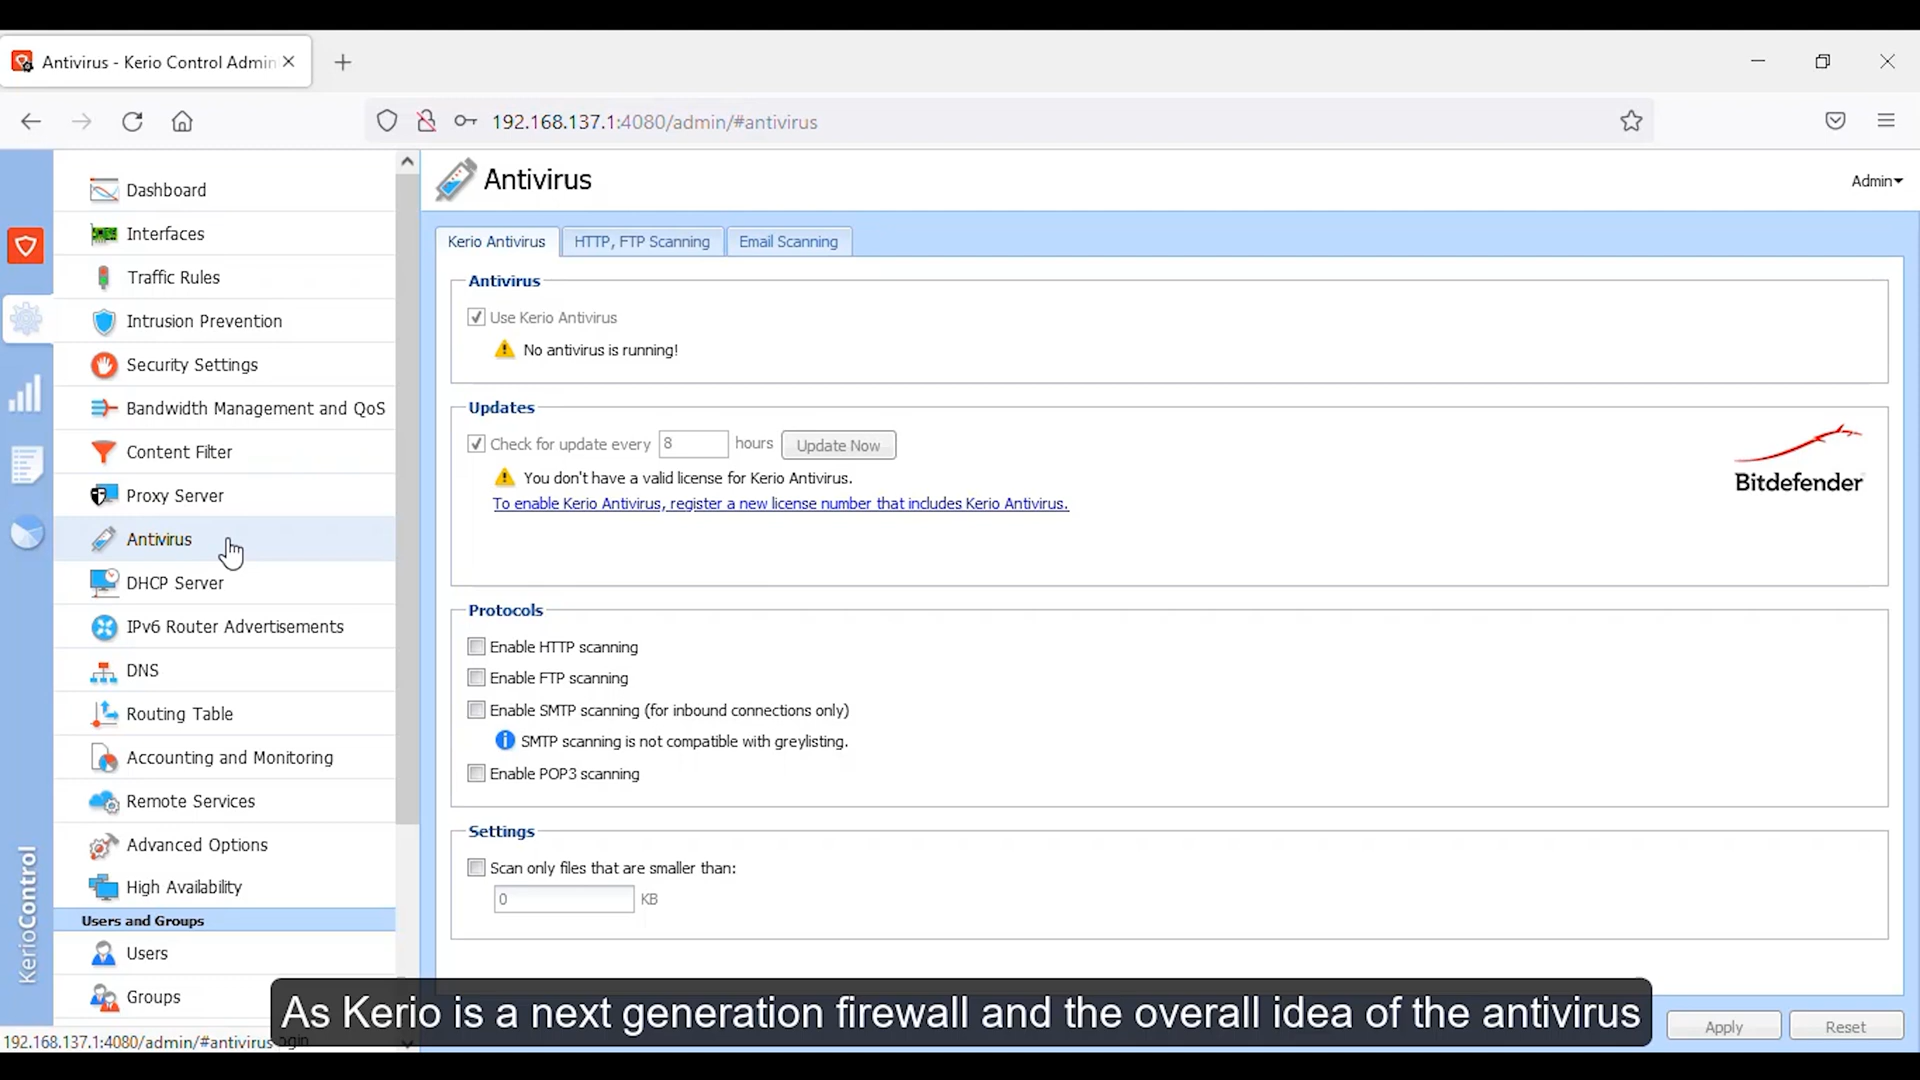 Antivirus - Kerio Control Admin
192.168.137.1:4080/admin/#antivirus
Dashboard
Interfaces
Traffic Rules
Intrusion Prevention
Security Settings
Bandwidth Management and QoS
Content Filter
Proxy Server
Antivirus
DHCP Server
IPv6 Router Advertisements
DNS
Routing Table
Accounting and Monitoring
Remote Services
Advanced Options
High Availability
Users and Groups
Users
Groups
KerioControl
Antivirus
Admin
Kerio Antivirus
HTTP, FTP Scanning
Email Scanning
Antivirus
Use Kerio Antivirus
No antivirus is running!
Updates
Check for update every 8 hours Update Now
You don't have a valid license for Kerio Antivirus.
To enable Kerio Antivirus, register a new license number that includes Kerio Antivirus.
Bitdefender
Protocols
Enable HTTP scanning
Enable FTP scanning
Enable SMTP scanning (for inbound connections only)
SMTP scanning is not compatible with greylisting.
Enable POP3 scanning
Settings
Scan only files that are smaller than:
0 KB
As Kerio is a next generation firewall and the overall idea of the antivirus
Apply
Reset
192.168.137.1:4080/admin/#antivirus